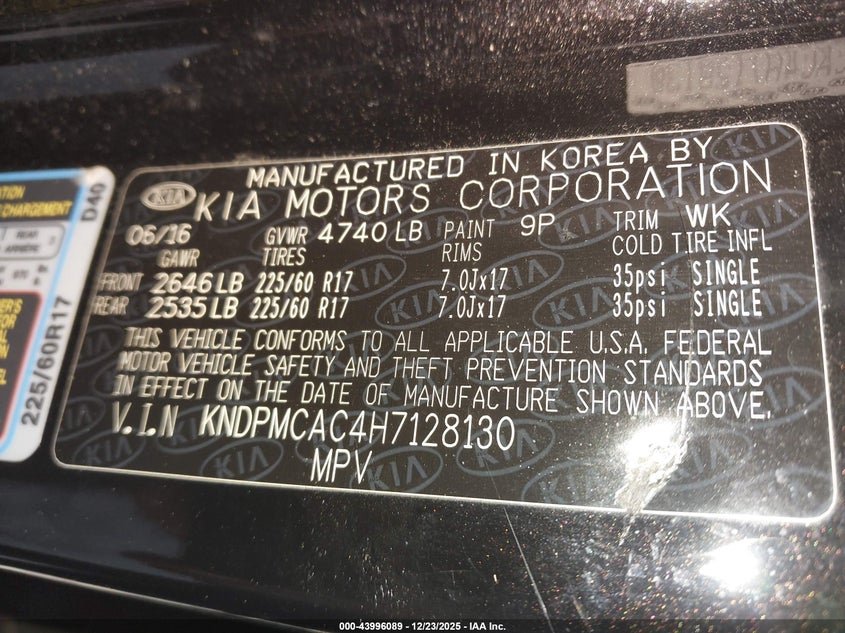 MANUFACTURED IN KOREA BY
KIA KIA MOTORS CORPORATION
06/16 GVWR 4740 LB PAINT 9P TRIM WK
GAWR TIRES RIMS COLD TIRE INFL
FRONT 2646 LB 225/60 R17 7.0Jx17 35psi SINGLE
REAR 2535 LB 225/60 R17 7.0Jx17 35psi SINGLE
THIS VEHICLE CONFORMS TO ALL APPLICABLE U.S.A. FEDERAL
MOTOR VEHICLE SAFETY AND THEFT PREVENTION STANDARDS
IN EFFECT ON THE DATE OF MANUFACTURE SHOWN ABOVE.
V.I.N KNDPMCAC4H7128130
MPV
D40
225/60R17
CHARGEMENT
REAR
000-43996089 - 12/23/2025 - IAA Inc.